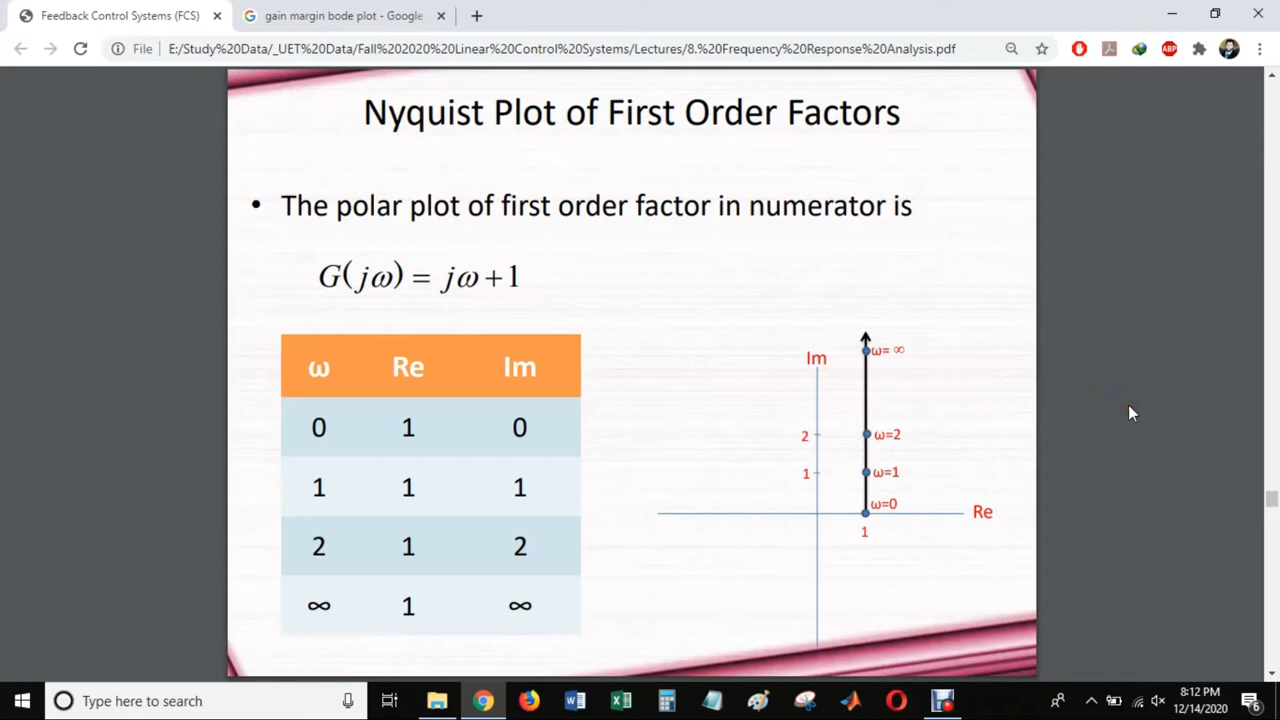 Feedback Control Systems (FCS)
gain margin bode plot - Google
File
E:/Study%20Data/_UET%20Data/Fall%202020%20Linear%20Control%20Systems/Lectures/8.%20Frequency%20Response%20Analysis.pdf
ABP
Nyquist Plot of First Order Factors
• The polar plot of first order factor in numerator is
G(jω) = jω + 1
ω Re Im
0 1 0
1 1 1
2 1 2
∞ 1 ∞
Im
ω= ∞
2
ω=2
1
ω=1
ω=0
Re
1
Type here to search
8:12 PM
12/14/2020
6